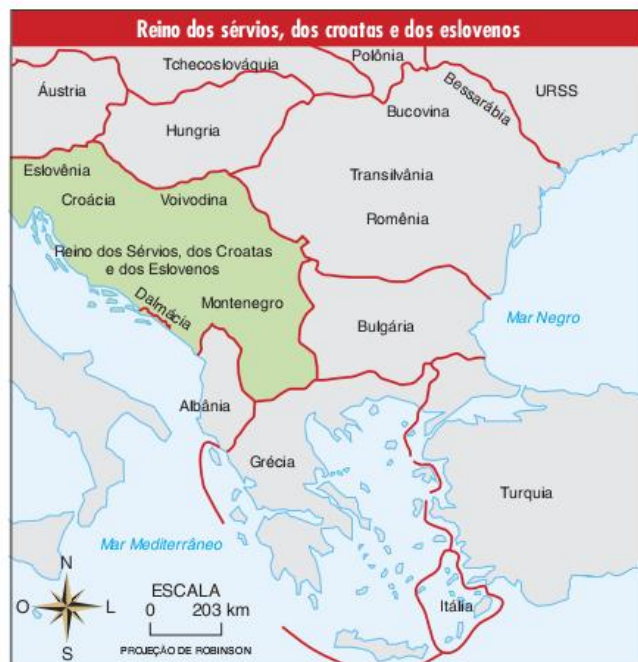 Reino dos sérvios, dos croatas e dos eslovenos
Polônia
Tchecoslováquia
Áustria
URSS
Bessarábia
Bucovina
Hungria
Eslovênia
Transilvânia
Croácia
Voivodina
Romênia
Reino dos Sérvios, dos Croatas
e dos Eslovenos
Dalmácia
Montenegro
Mar Negro
Bulgária
Albânia
Grécia
Turquia
Mar Mediterrâneo
N
O
L
S
ESCALA
0 203 km
PROJEÇÃO DE ROBINSON
Itália